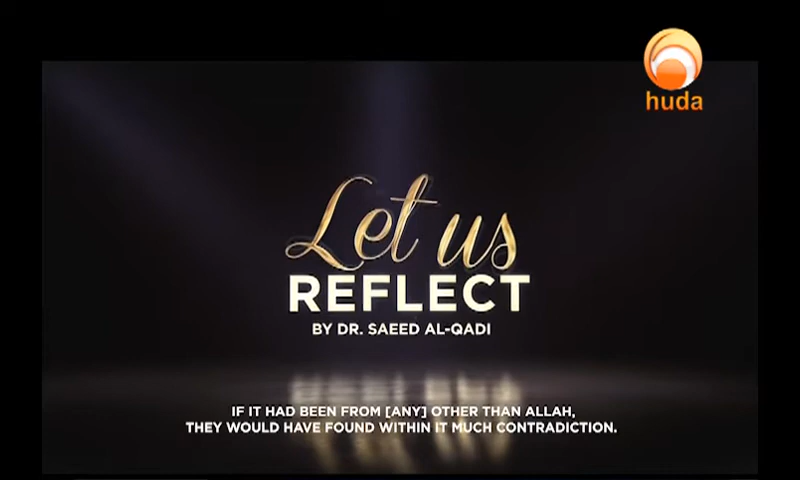 huda
Let us
REFLECT
BY DR. SAEED AL-QADI
IF IT HAD BEEN FROM [ANY] OTHER THAN ALLAH,
THEY WOULD HAVE FOUND WITHIN IT MUCH CONTRADICTION.